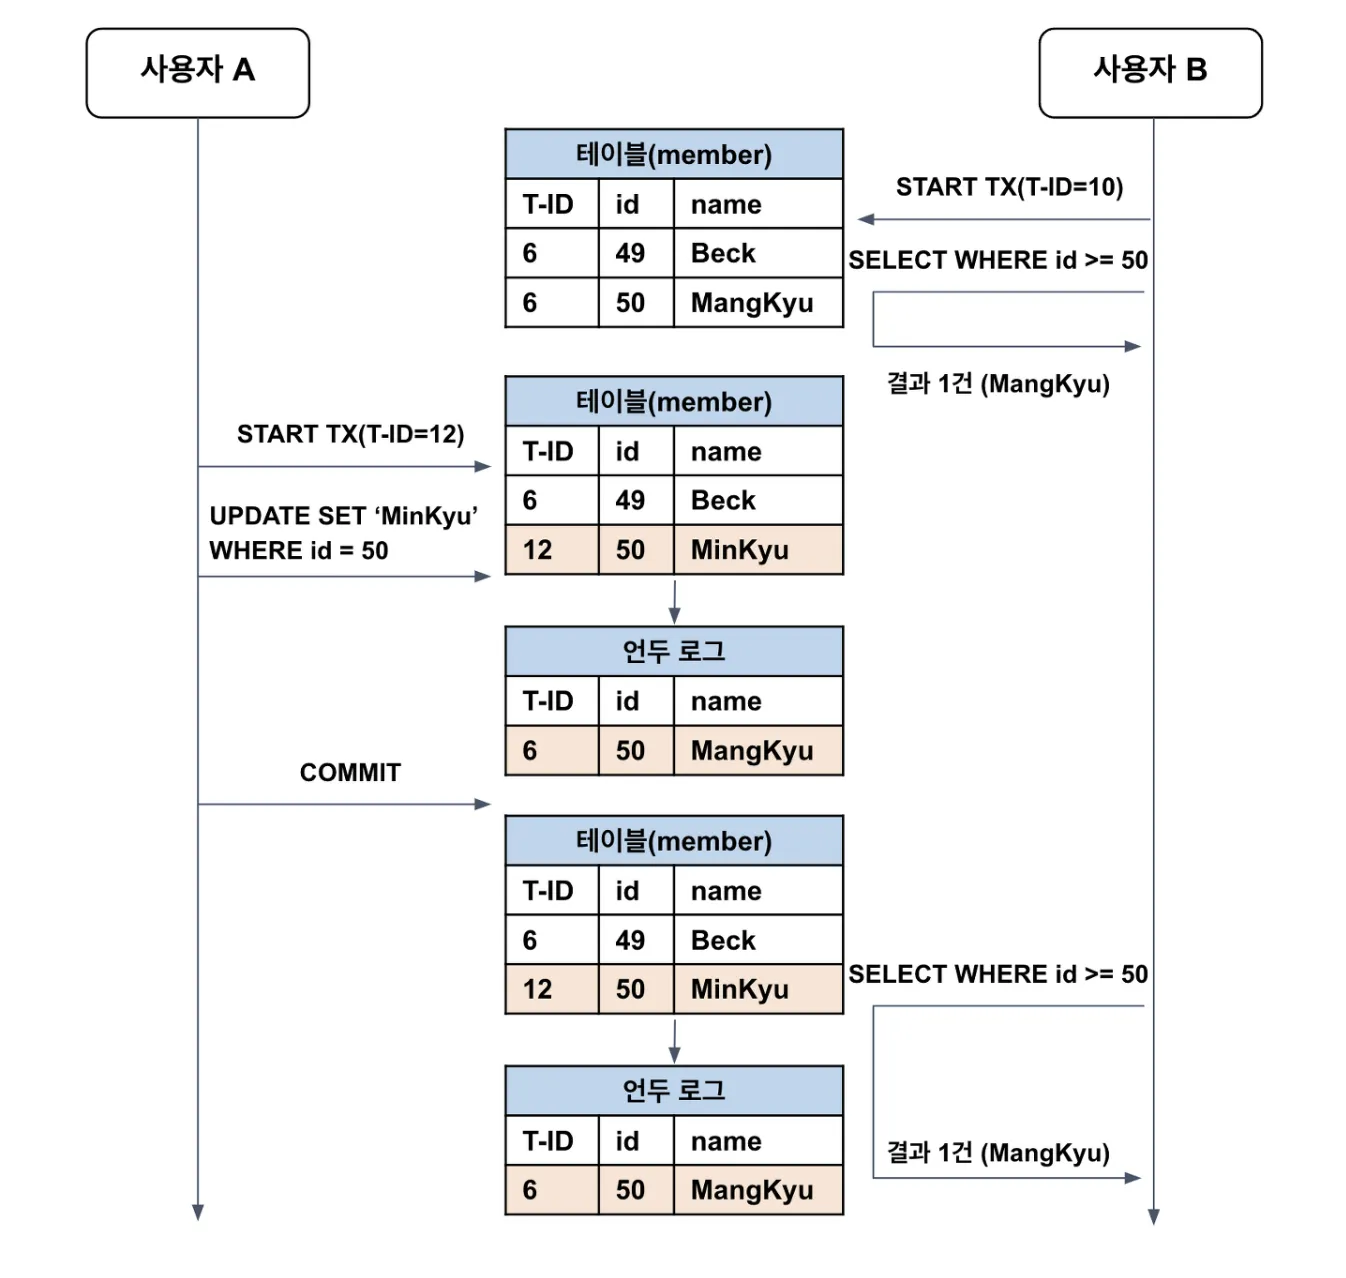 사용자 A
사용자 B
테이블(member)
T-ID id name
6 49 Beck
6 50 MangKyu
START TX(T-ID=10)
SELECT WHERE id >= 50
결과 1건 (MangKyu)
START TX(T-ID=12)
UPDATE SET ‘MinKyu’
WHERE id = 50
테이블(member)
T-ID id name
6 49 Beck
12 50 MinKyu
언두 로그
T-ID id name
6 50 MangKyu
COMMIT
테이블(member)
T-ID id name
6 49 Beck
12 50 MinKyu
SELECT WHERE id >= 50
언두 로그
T-ID id name
6 50 MangKyu
결과 1건 (MangKyu)